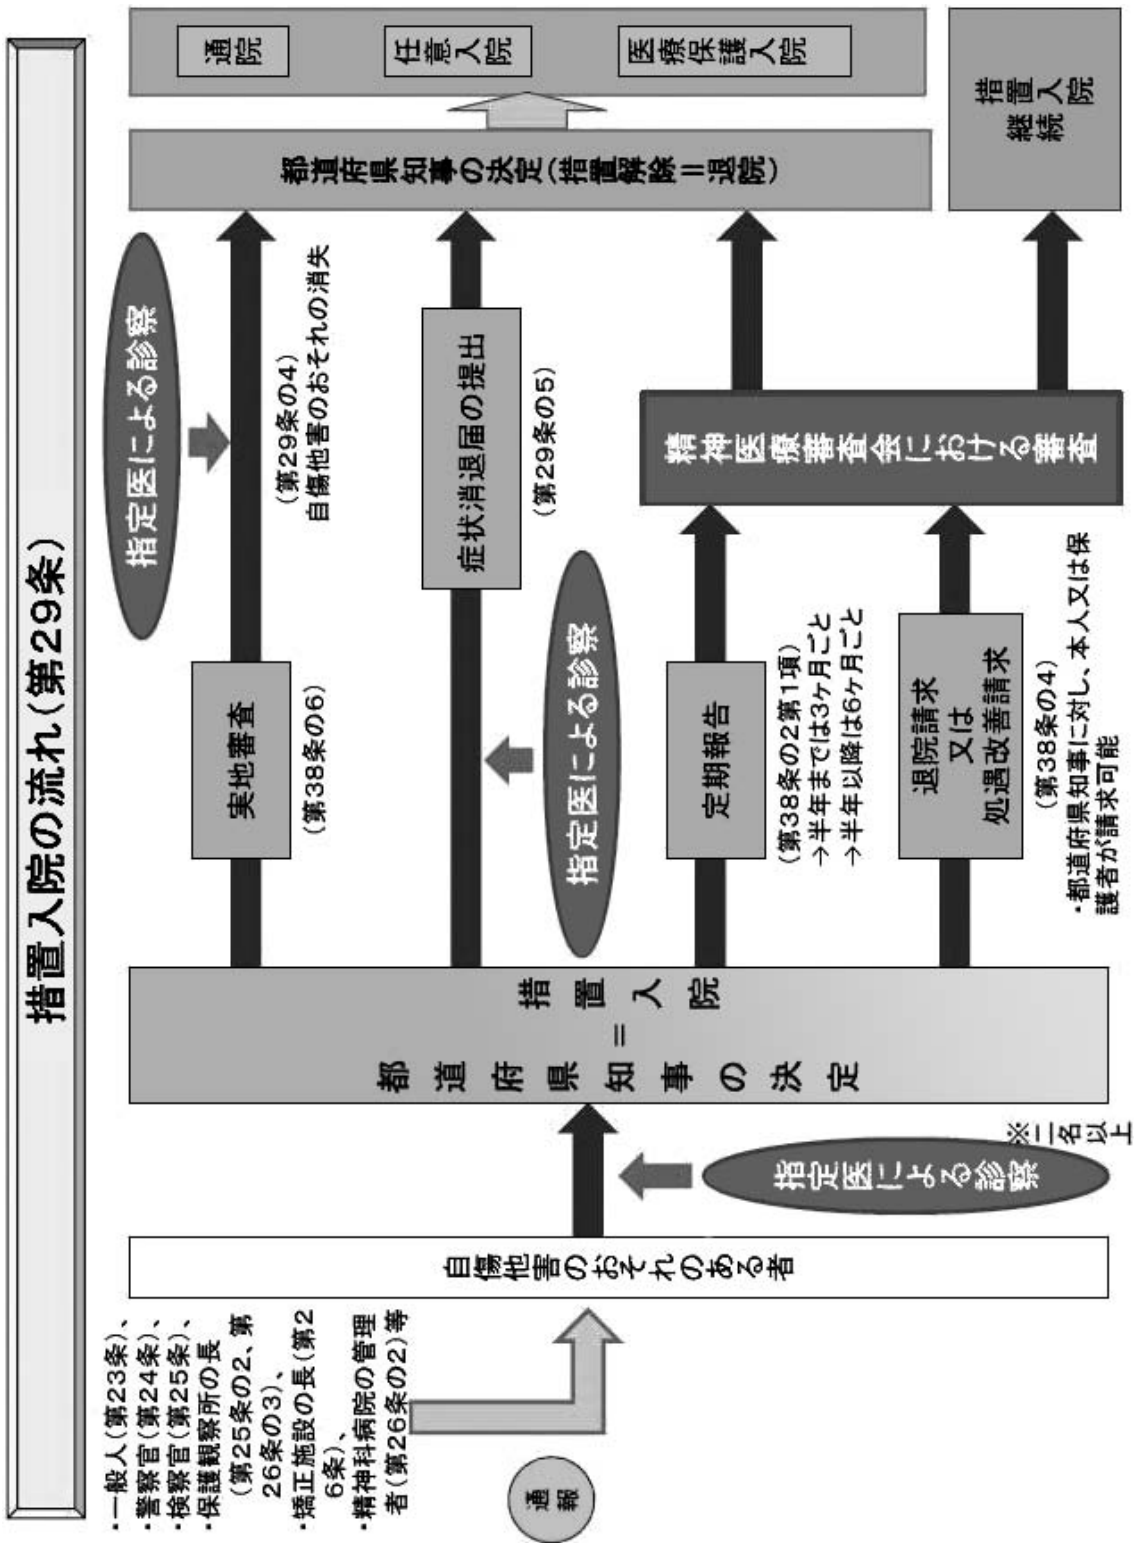 措置入院の流れ(第29条)
・一般人(第23条)、
・警察官(第24条)、
・検察官(第25条)、
・保護観察所の長
(第25条の2、第
26条の3)、
・矯正施設の長(第2
6条)、
・精神科病院の管理
者(第26条の2)等
通報
自傷他害のおそれのある者
指定医による診察
※二名以上
措置入院
＝
都道府県知事の決定
実地審査
(第38条の6)
指定医による診察
(第29条の4)
自傷他害のおそれの消失
指定医による診察
症状消退届の提出
(第29条の5)
定期報告
(第38条の2第1項)
→半年までは3ヶ月ごと
→半年以降は6ヶ月ごと
退院請求
又は
処遇改善請求
(第38条の4)
・都道府県知事に対し、本人又は保
護者が請求可能
精神医療審査会における審査
都道府県知事の決定(措置解除＝退院)
通院
任意入院
医療保護入院
措置入院
継続